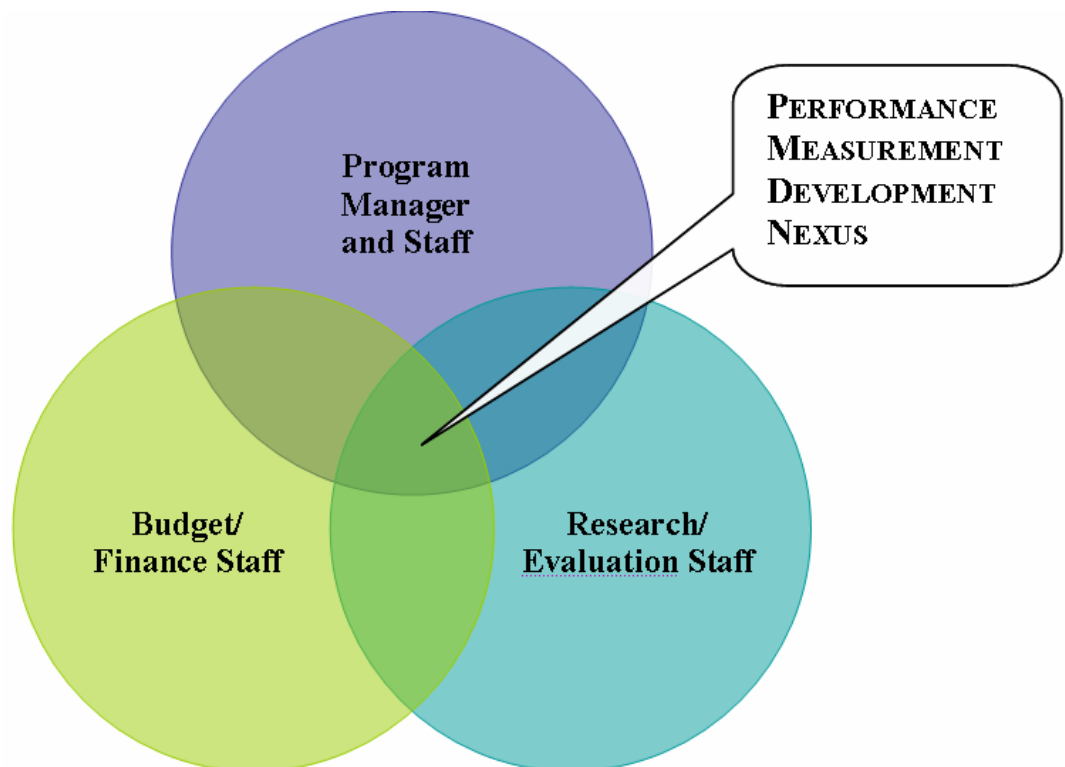 Program
Manager
and Staff
PERFORMANCE
MEASUREMENT
DEVELOPMENT
NEXUS
Budget/
Finance Staff
Research/
Evaluation Staff